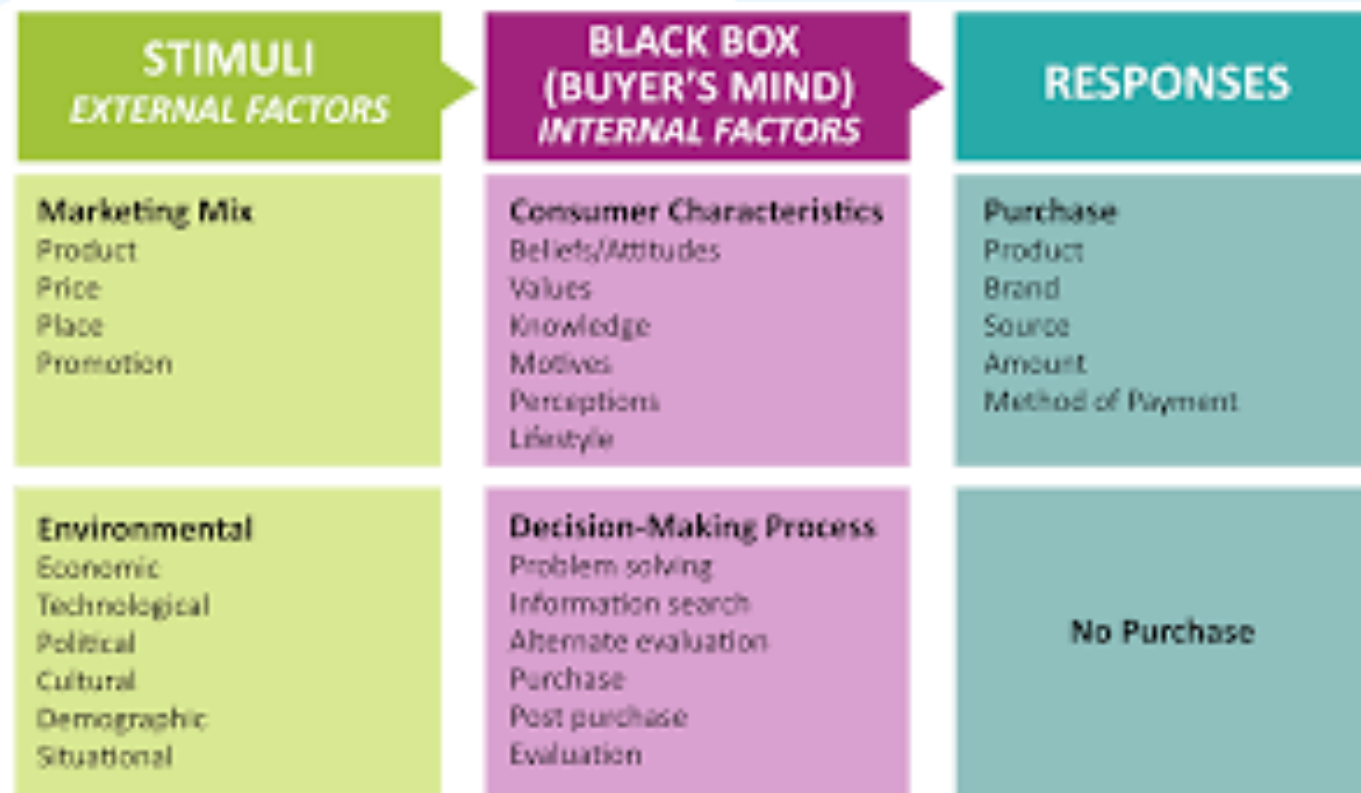 STIMULI
EXTERNAL FACTORS
BLACK BOX
(BUYER'S MIND)
INTERNAL FACTORS
RESPONSES
Marketing Mix
Product
Price
Place
Promotion
Consumer Characteristics
Beliefs/Attitudes
Values
Knowledge
Motives
Perceptions
Lifestyle
Purchase
Product
Brand
Source
Amount
Method of Payment
Environmental
Economic
Technological
Political
Cultural
Demographic
Situational
Decision-Making Process
Problem solving
Information search
Alternate evaluation
Purchase
Post purchase
Evaluation
No Purchase